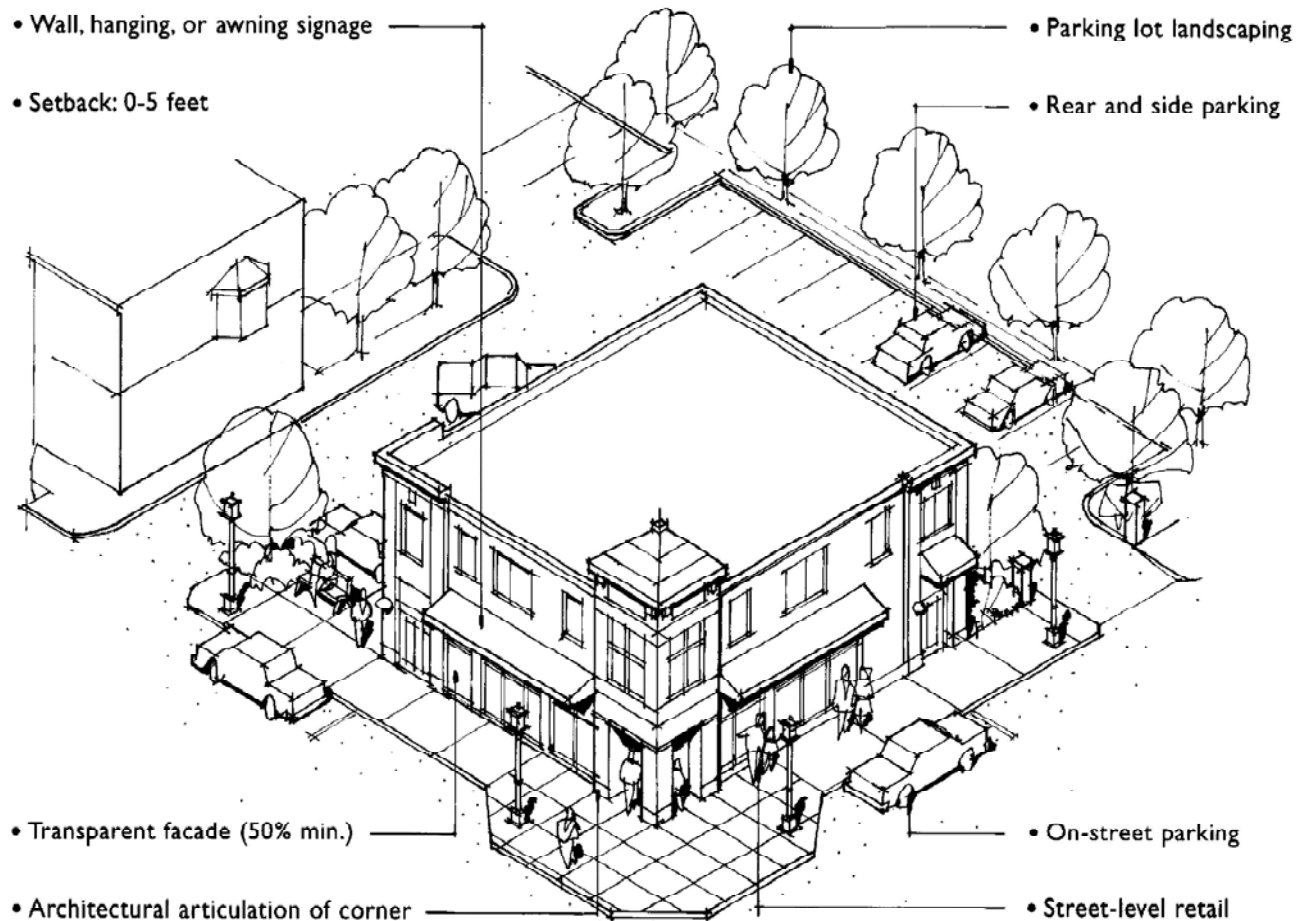 • Wall, hanging, or awning signage
• Setback: 0-5 feet
• Parking lot landscaping
• Rear and side parking
• Transparent facade (50% min.)
• Architectural articulation of corner
• On-street parking
• Street-level retail